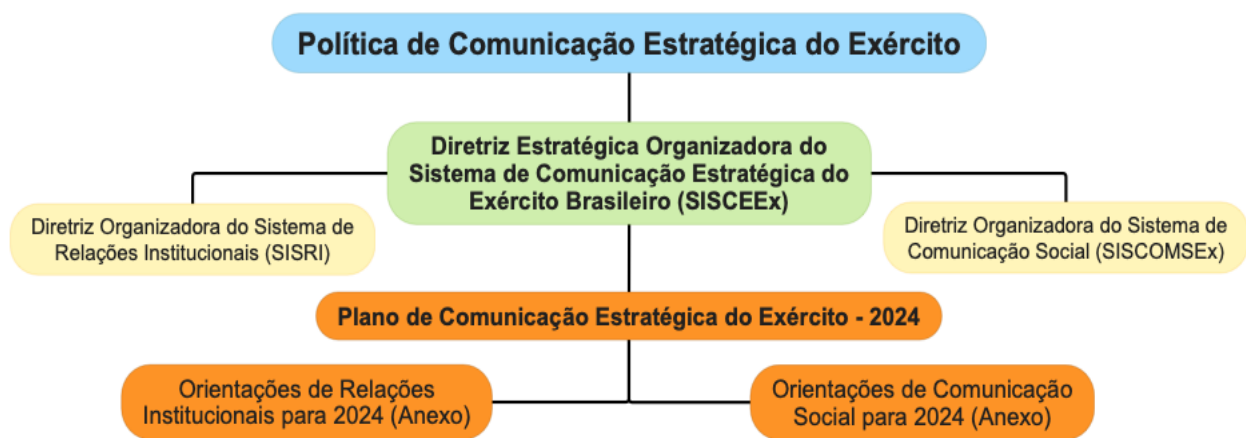 Política de Comunicação Estratégica do Exército
Diretriz Estratégica Organizadora do
Sistema de Comunicação Estratégica do
Exército Brasileiro (SISCEEx)
Diretriz Organizadora do Sistema de
Relações Institucionais (SISRI)
Diretriz Organizadora do Sistema de
Comunicação Social (SISCOMSEx)
Plano de Comunicação Estratégica do Exército - 2024
Orientações de Relações
Institucionais para 2024 (Anexo)
Orientações de Comunicação
Social para 2024 (Anexo)